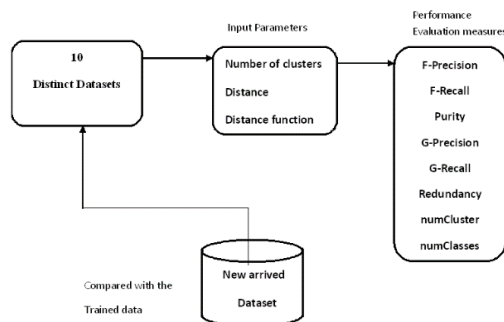 10
Distinct Datasets
Input Parameters
Number of clusters
Distance
Distance function
Performance
Evaluation measures
F-Precision
F-Recall
Purity
G-Precision
G-Recall
Redundancy
numCluster
numClasses
Compared with the
Trained data
New arrived
Dataset